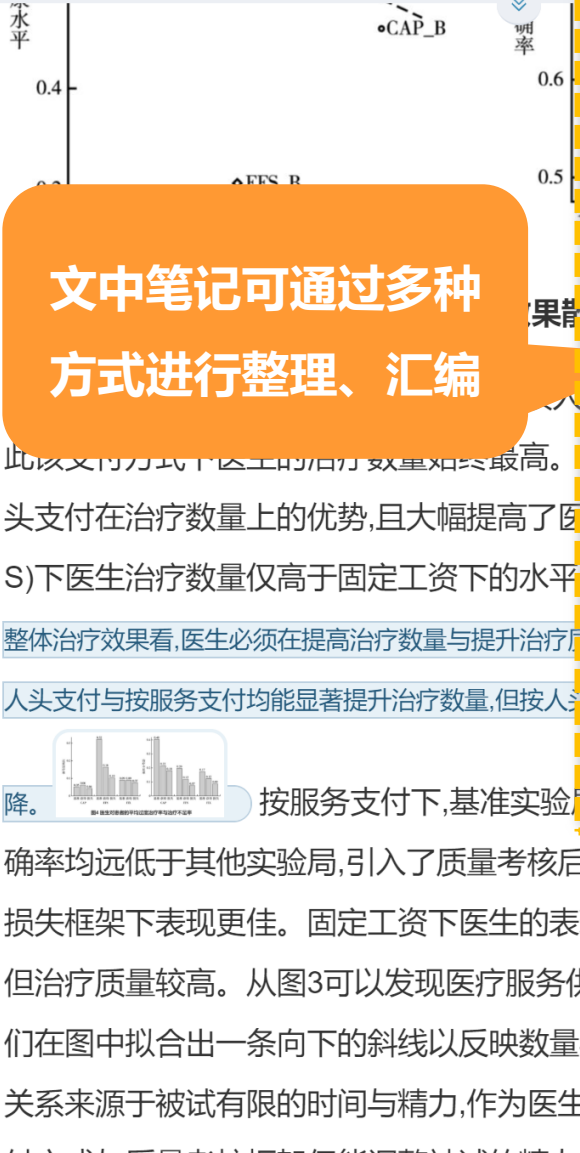 水
平
CAP_B
确
率
0.4
0.6
0.5
文中笔记可通过多种
方式进行整理、汇编
果散
此该支付方式下医生的治疗数量始终最高。
头支付在治疗数量上的优势,且大幅提高了医
S)下医生治疗数量仅高于固定工资下的水平
整体治疗效果看,医生必须在提高治疗数量与提升治疗
人头支付与按服务支付均能显著提升治疗数量,但按人
降。
按服务支付下,基准实验
确率均远低于其他实验局,引入了质量考核后
损失框架下表现更佳。固定工资下医生的表
但治疗质量较高。从图3可以发现医疗服务供
们在图中拟合出一条向下的斜线以反映数量
关系来源于被试有限的时间与精力,作为医生